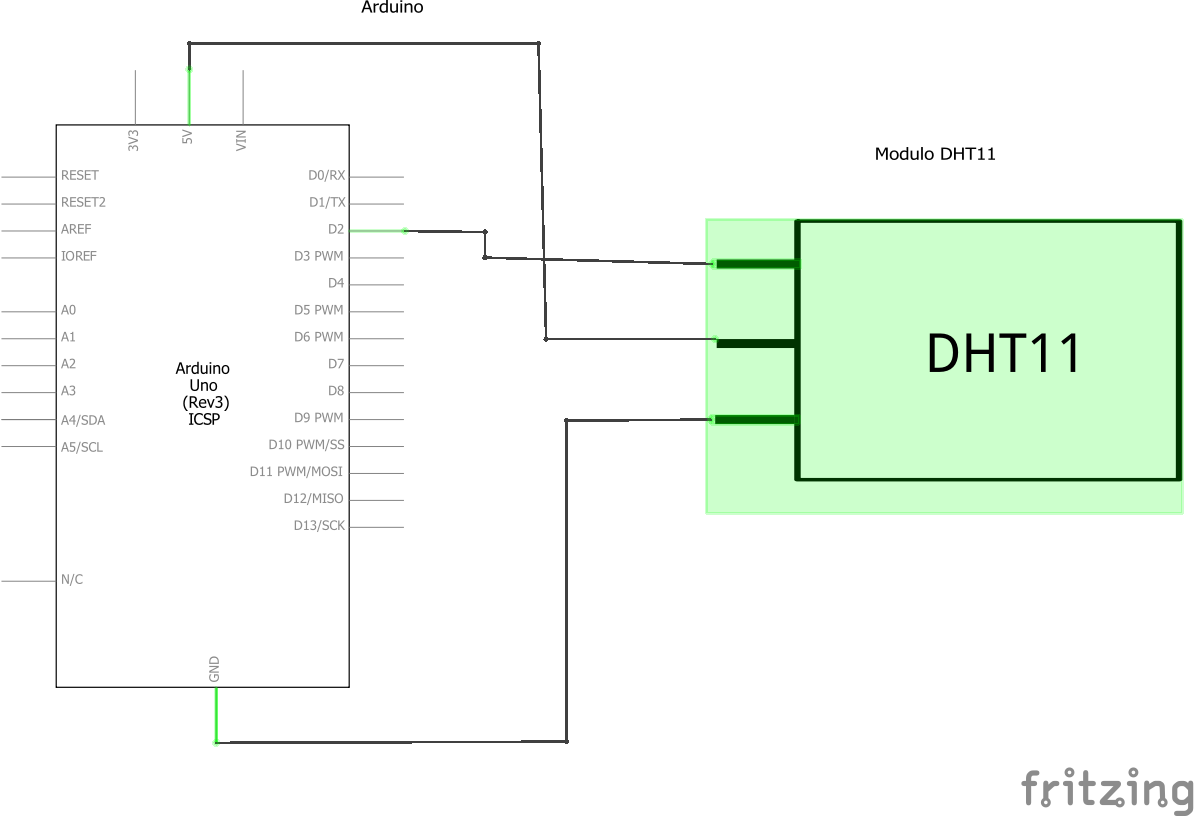 Arduino
3V3
5V
VIN
RESET
RESET2
AREF
IOREF
A0
A1
A2
A3
A4/SDA
A5/SCL
N/C
D0/RX
D1/TX
D2
D3 PWM
D4
D5 PWM
D6 PWM
D7
D8
D9 PWM
D10 PWM/SS
D11 PWM/MOSI
D12/MISO
D13/SCK
Arduino
Uno
(Rev3)
ICSP
GND
Modulo DHT11
DHT11
fritzing